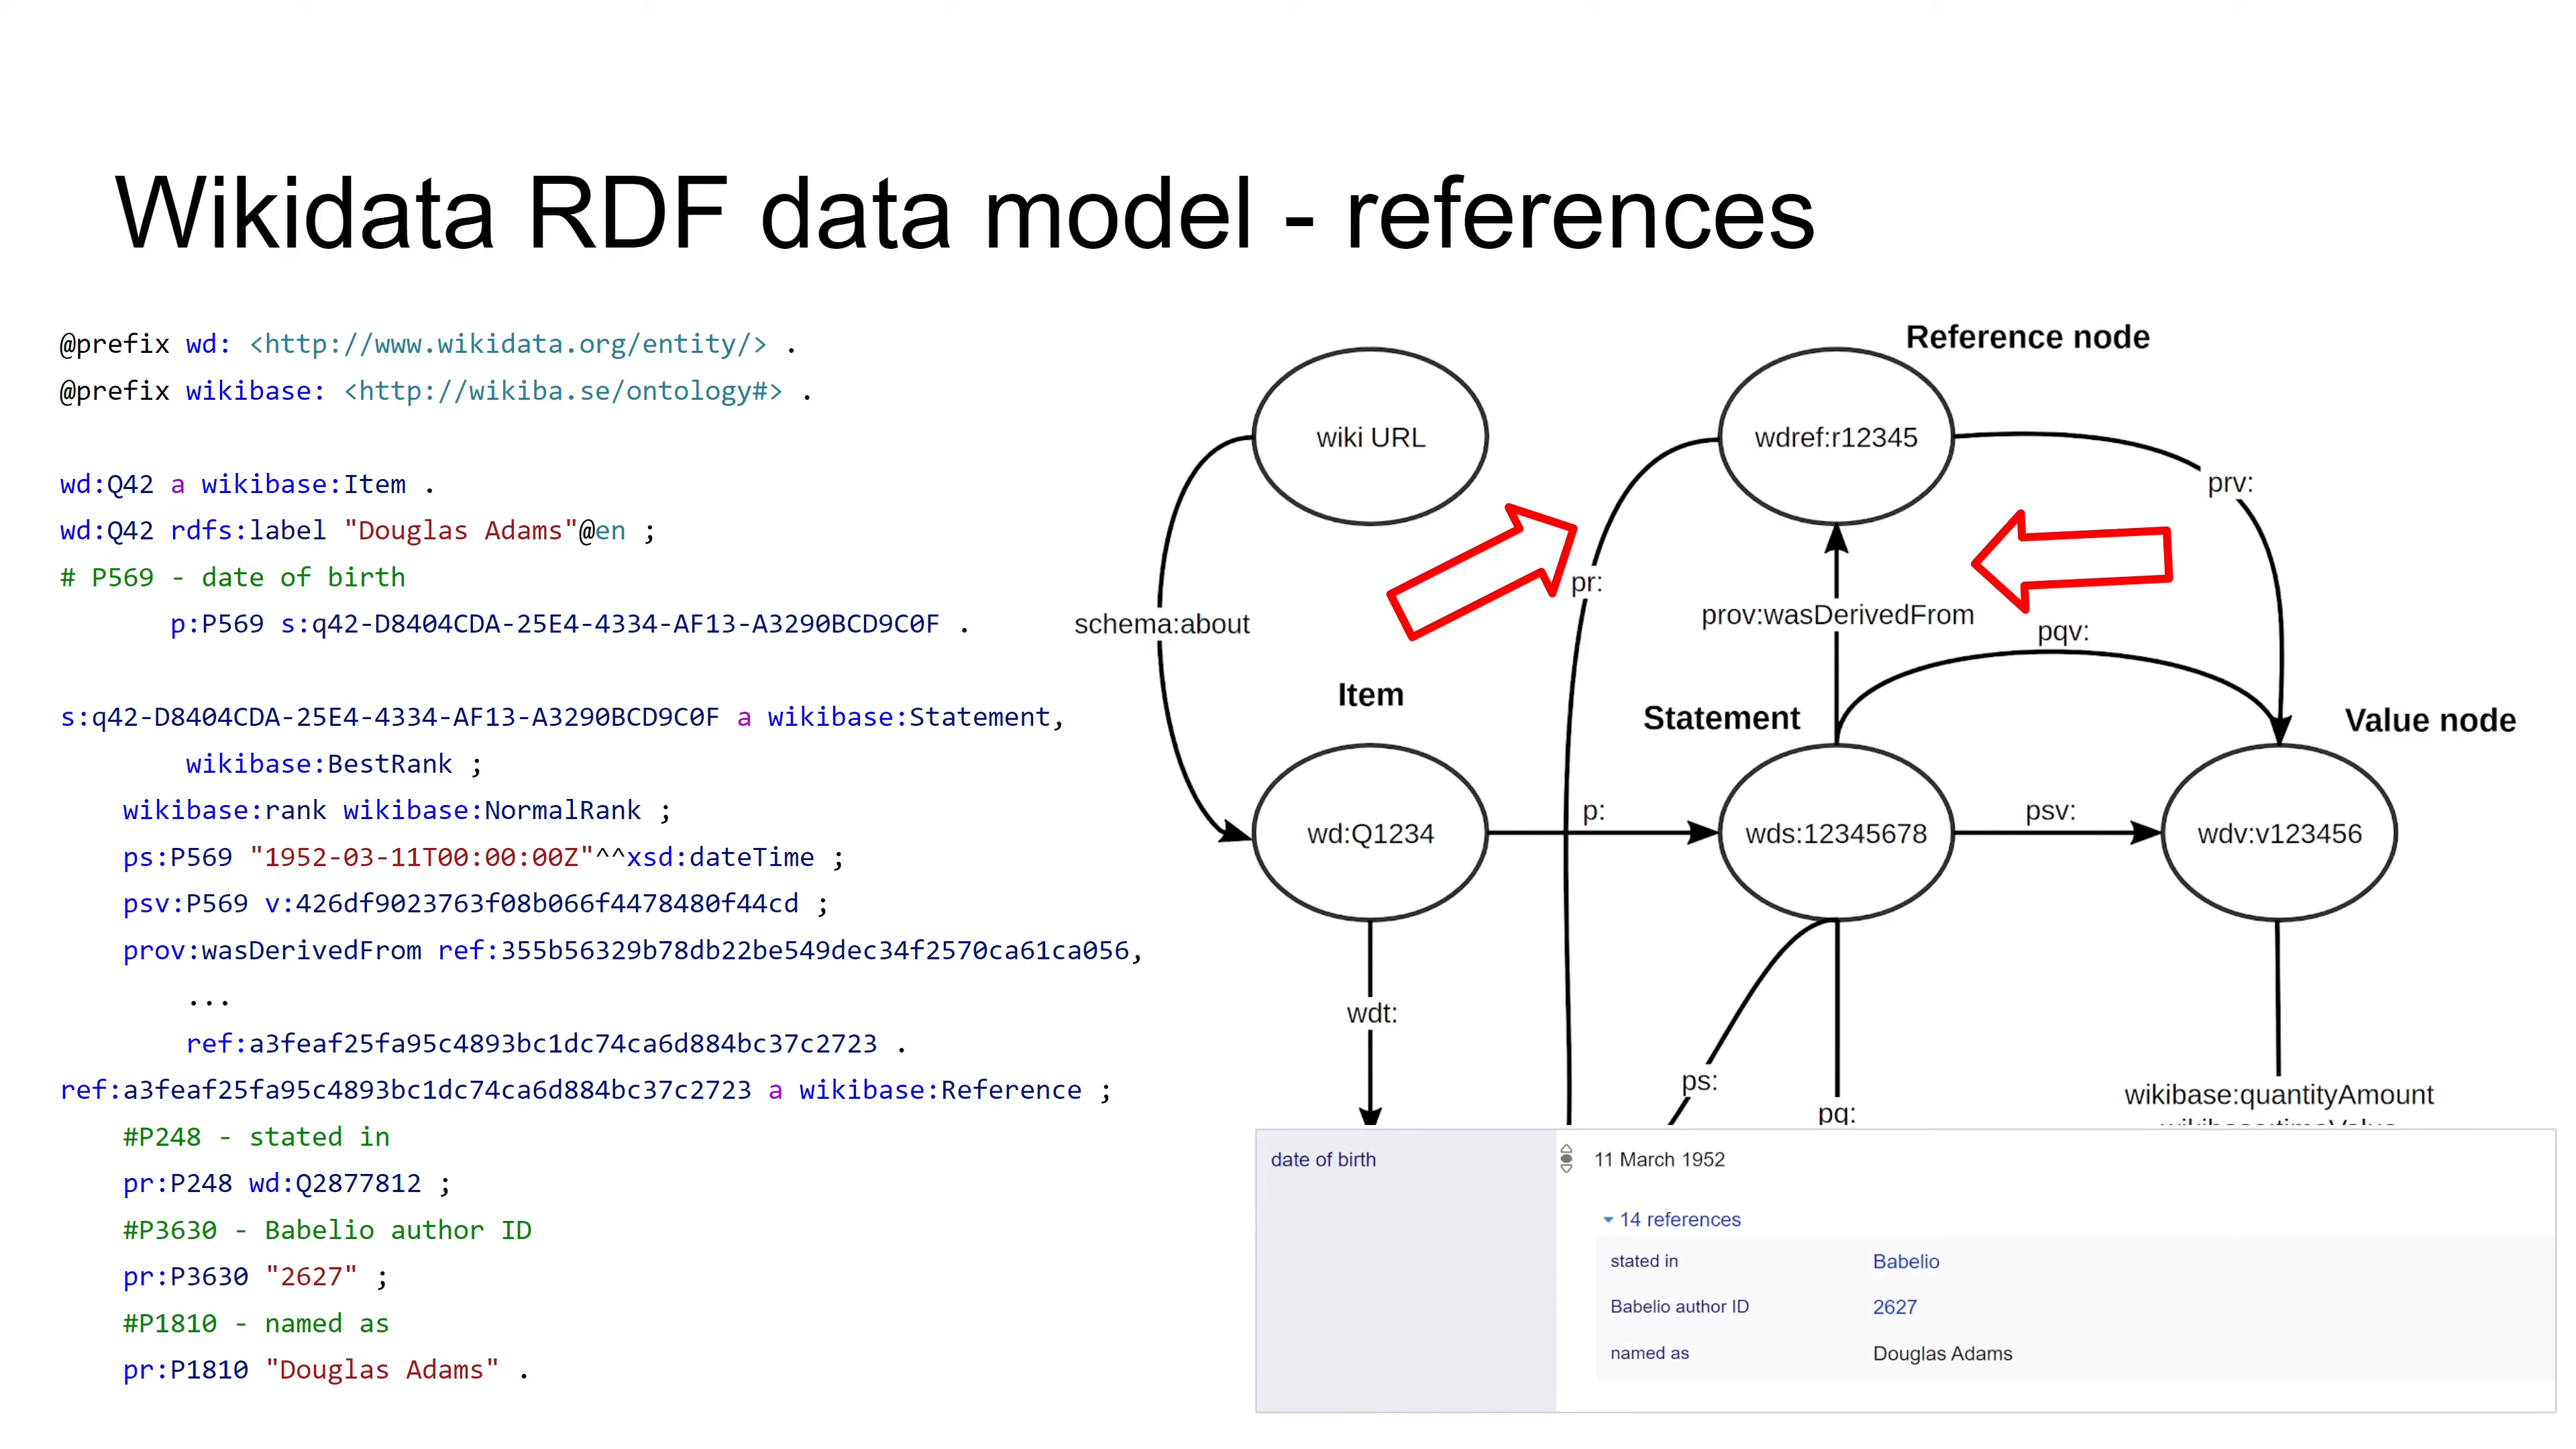 Wikidata RDF data model - references
@prefix wd: <http://www.wikidata.org/entity/> .
@prefix wikibase: <http://wikiba.se/ontology#> .
wd:Q42 a wikibase:Item .
wd:Q42 rdfs:label "Douglas Adams"@en ;
# P569 - date of birth
p:P569 s:q42-D8404CDA-25E4-4334-AF13-A3290BCD9C0F .
s:q42-D8404CDA-25E4-4334-AF13-A3290BCD9C0F a wikibase:Statement,
wikibase:BestRank ;
wikibase:rank wikibase:NormalRank ;
ps:P569 "1952-03-11T00:00:00Z"^^xsd:dateTime ;
psv:P569 v:426df9023763f08b066f4478480f44cd ;
prov:wasDerivedFrom ref:355b56329b78db22be549dec34f2570ca61ca056,
...
ref:a3feaf25fa95c4893bc1dc74ca6d884bc37c2723 .
ref:a3feaf25fa95c4893bc1dc74ca6d884bc37c2723 a wikibase:Reference ;
#P248 - stated in
pr:P248 wd:Q2877812 ;
#P3630 - Babelio author ID
pr:P3630 "2627" ;
#P1810 - named as
pr:P1810 "Douglas Adams" .
Reference node
wiki URL
wdref:r12345
prv:
pr:
schema:about
prov:wasDerivedFrom
pqv:
Item
Statement
Value node
p:
psv:
wd:Q1234
wds:12345678
wdv:v123456
wdt:
ps:
pq:
wikibase:quantityAmount
date of birth
11 March 1952
14 references
stated in Babelio
Babelio author ID 2627
named as Douglas Adams